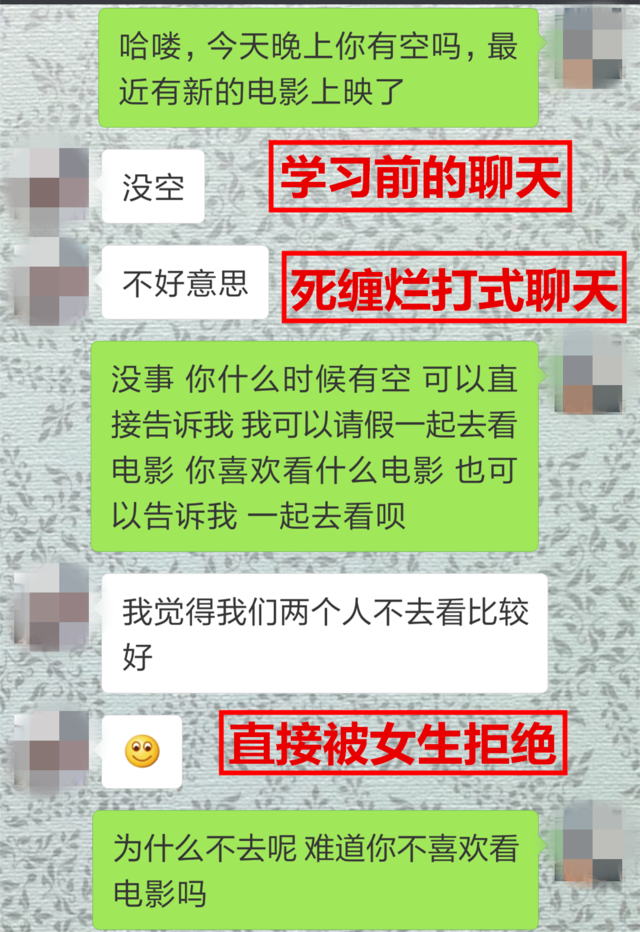 哈喽,今天晚上你有空吗,最
近有新的电影上映了
没空
学习前的聊天
不好意思
死缠烂打式聊天
没事 你什么时候有空 可以直
接告诉我 我可以请假一起去看
电影 你喜欢看什么电影 也可
以告诉我 一起去看呗
我觉得我们两个人不去看比较
好
直接被女生拒绝
为什么不去呢 难道你不喜欢看
电影吗